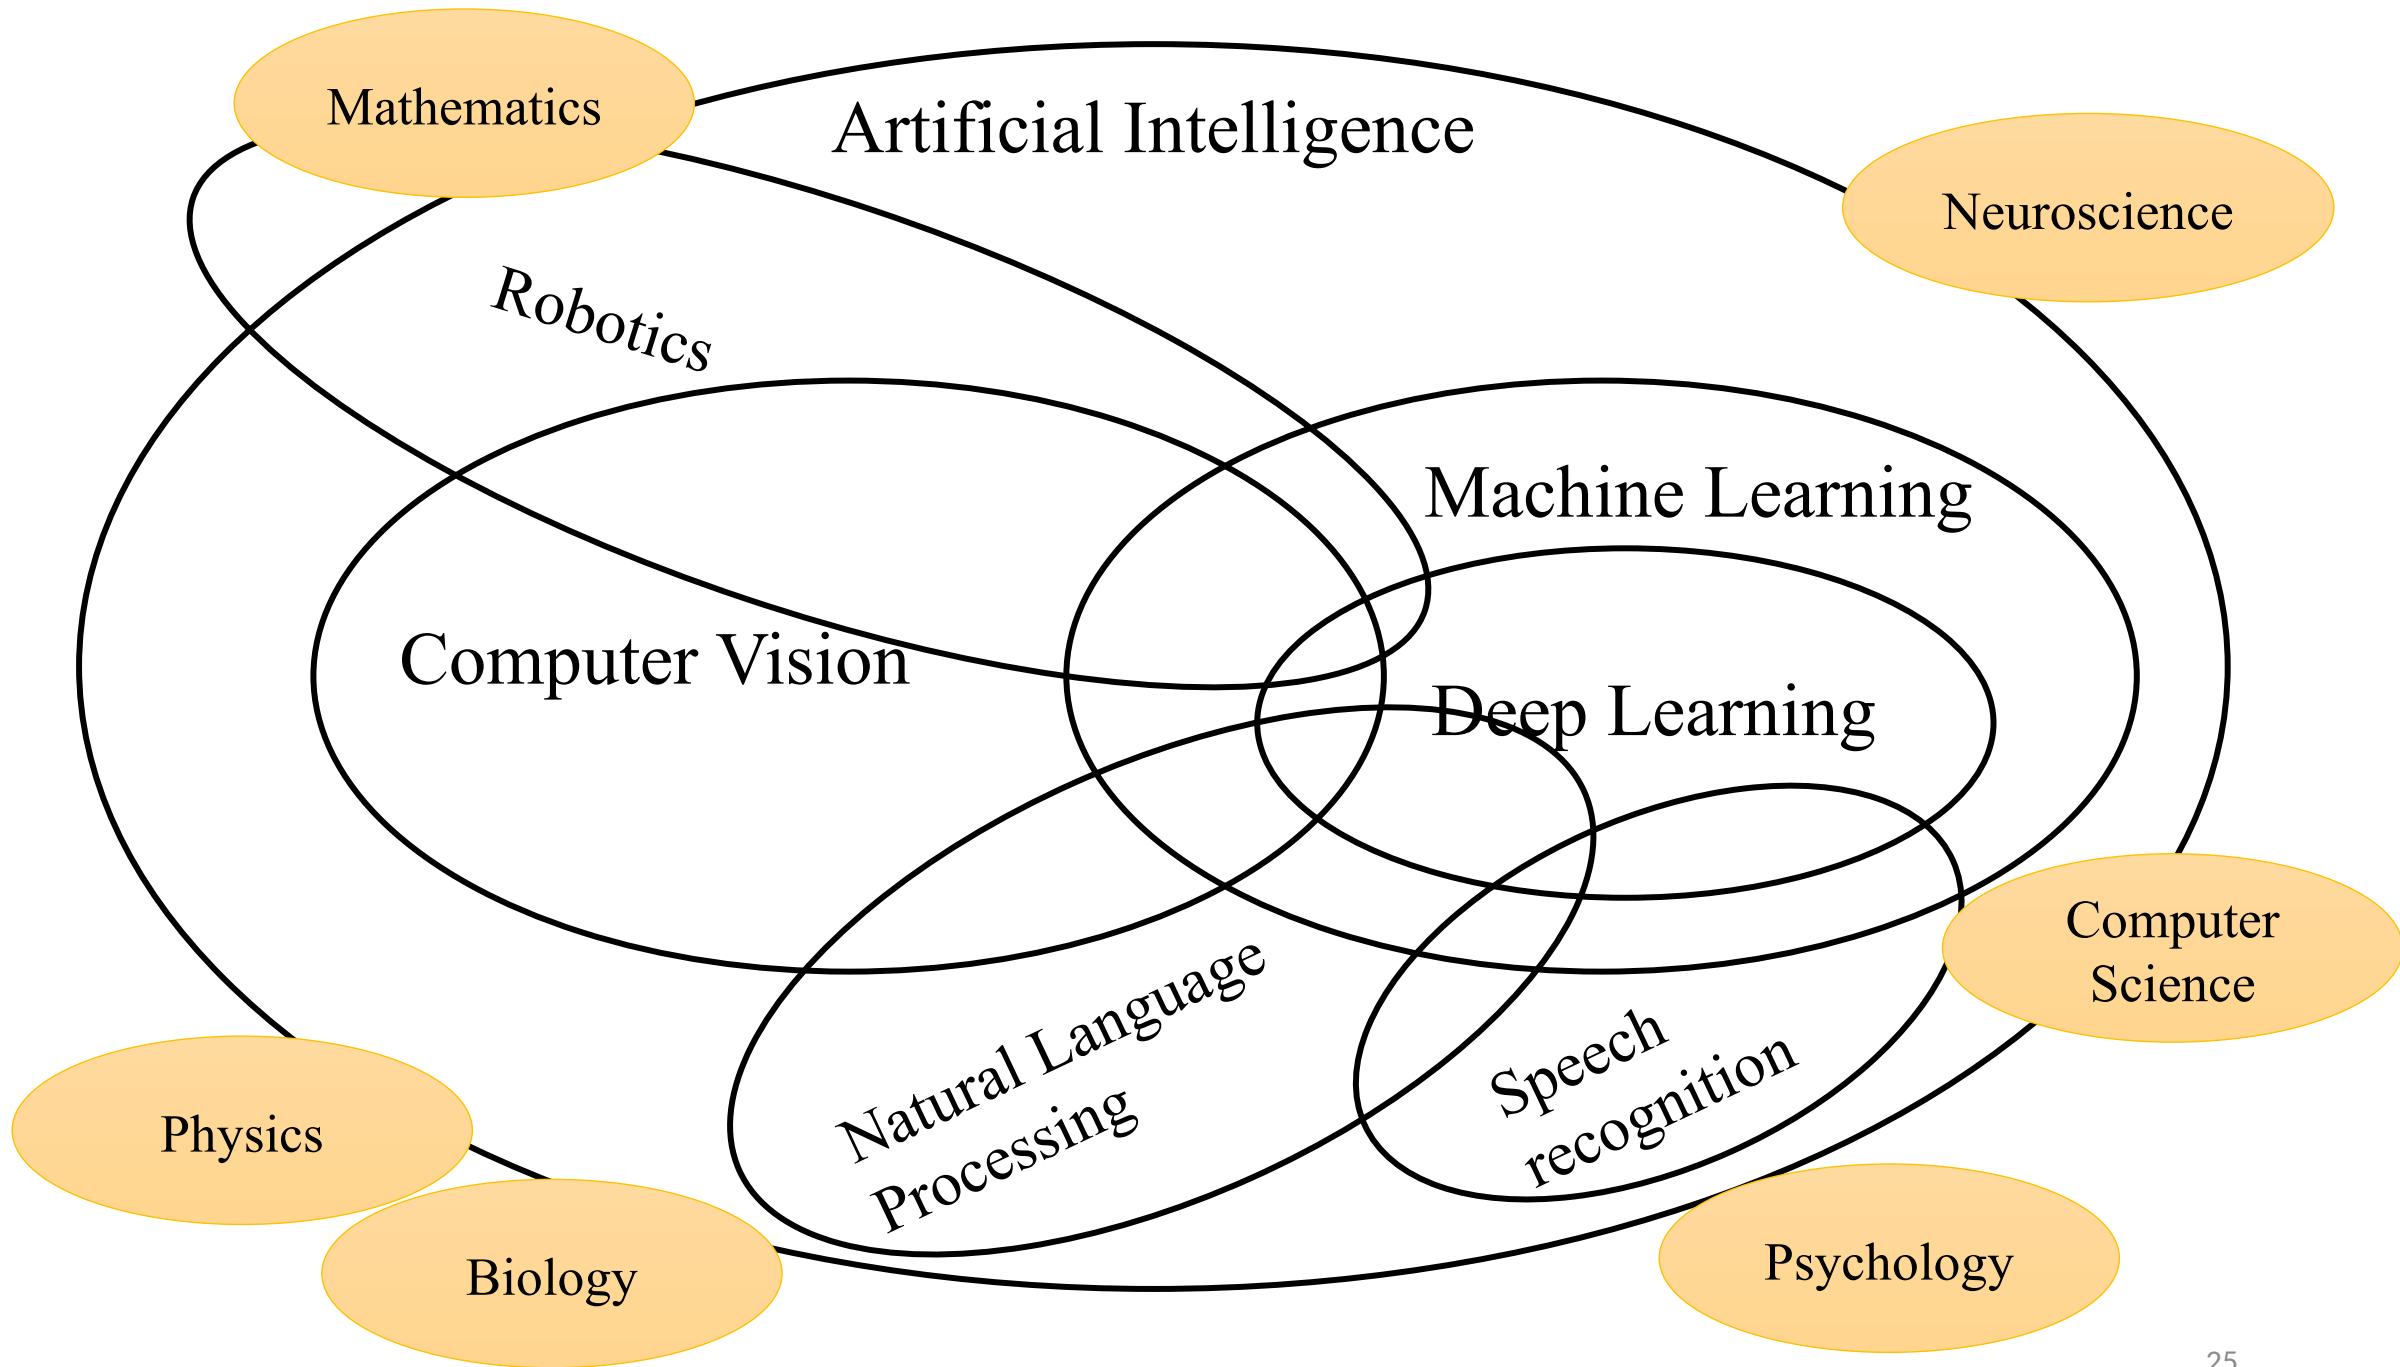 Mathematics
Artificial Intelligence
Neuroscience
Robotics
Machine Learning
Computer Vision
Deep Learning
Natural Language
Processing
Speech
recognition
Computer
Science
Physics
Biology
Psychology
25